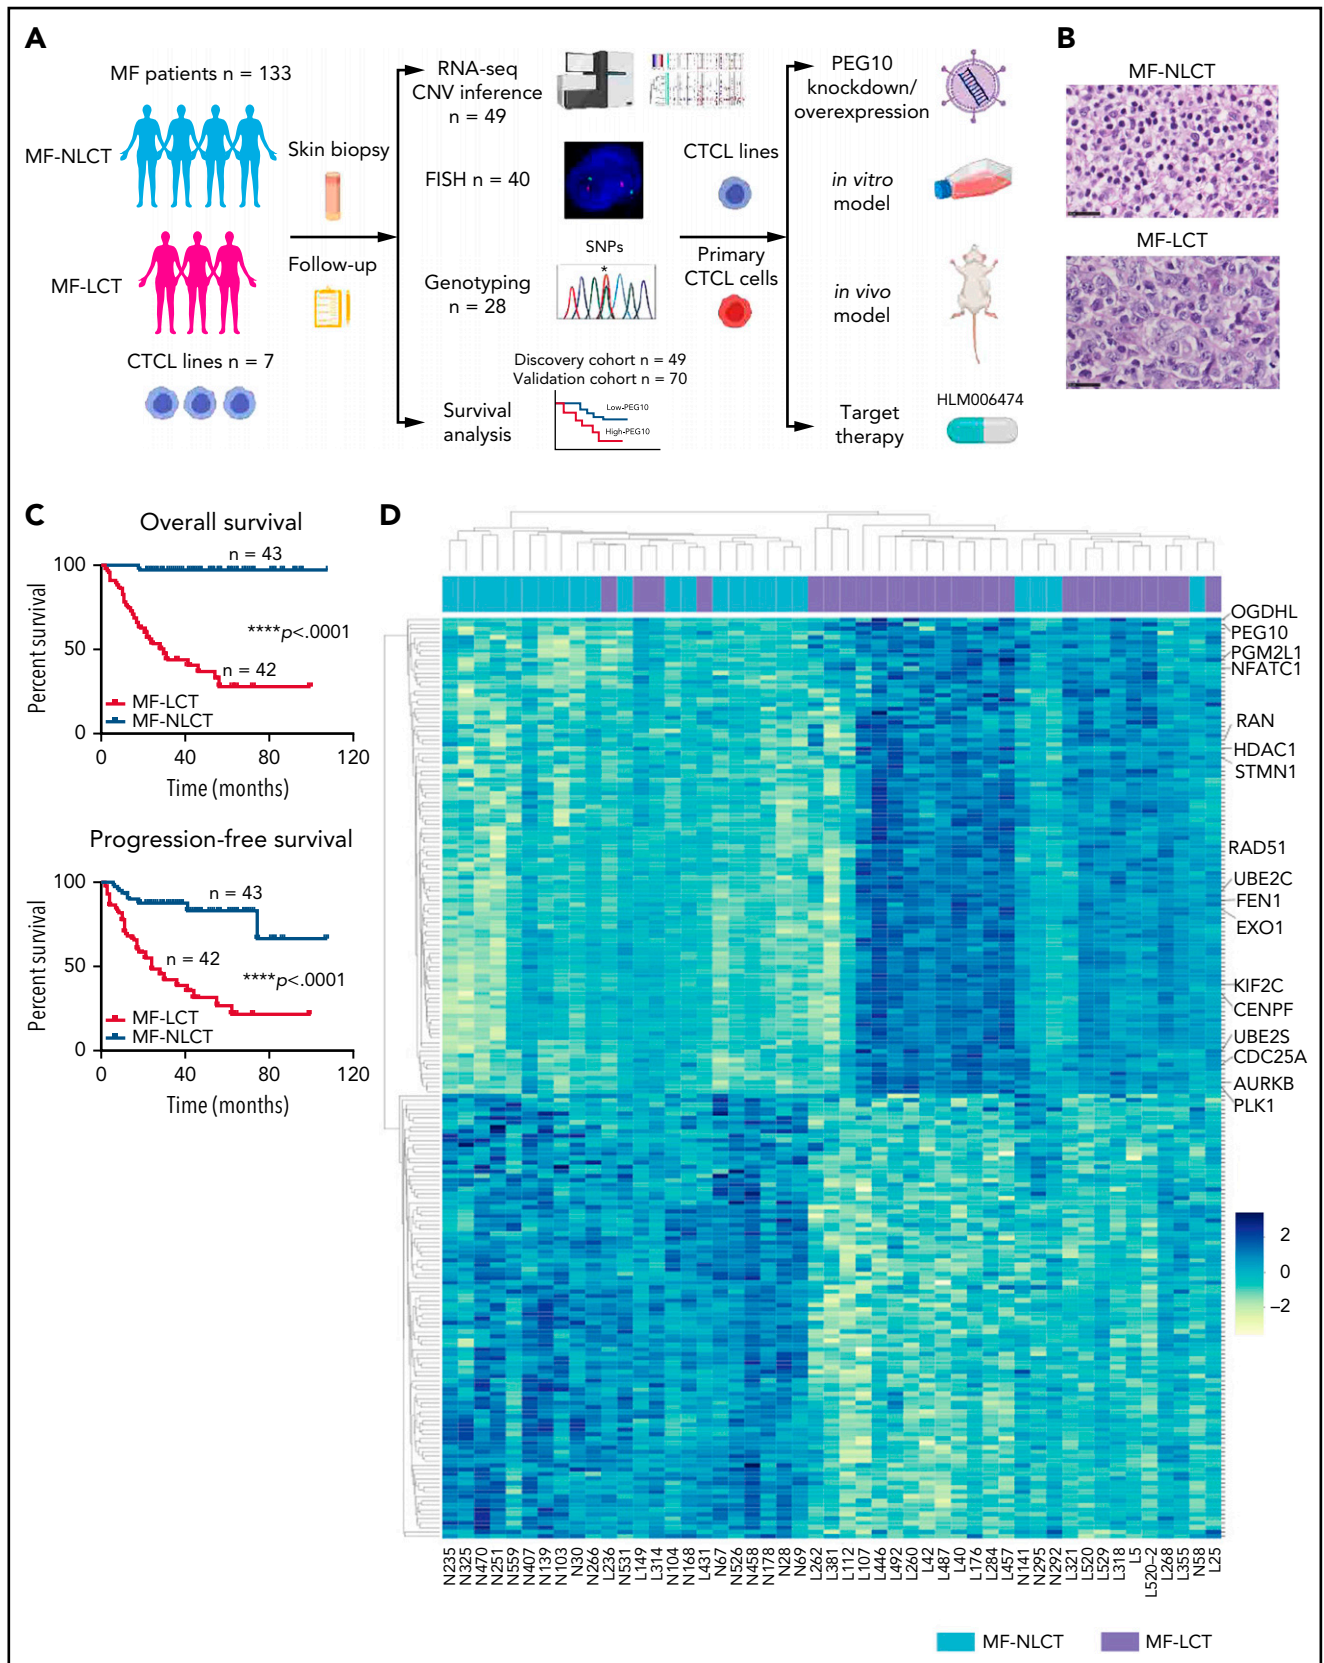 A
MF patients n = 133
MF-NLCT
MF-LCT
CTCL lines n = 7
Skin biopsy
Follow-up
RNA-seq
CNV inference
n = 49
FISH n = 40
Genotyping
n = 28
SNPs
*
Discovery cohort n = 49
Validation cohort n = 70
Survival
analysis
Low-PEG10
High-PEG10
CTCL lines
Primary
CTCL cells
PEG10
knockdown/
overexpression
in vitro
model
in vivo
model
Target
therapy
HLM006474
B
MF-NLCT
MF-LCT
C
Overall survival
Percent survival
100
50
0
n = 43
****p<.0001
n = 42
MF-LCT
MF-NLCT
0 40 80 120
Time (months)
Progression-free survival
Percent survival
100
50
0
n = 43
n = 42
****p<.0001
MF-LCT
MF-NLCT
0 40 80 120
Time (months)
D
OGDHL
PEG10
PGM2L1
NFATC1
RAN
HDAC1
STMN1
RAD51
UBE2C
FEN1
EXO1
KIF2C
CENPF
UBE2S
CDC25A
AURKB
PLK1
2
0
–2
N235
N325
N470
N251
N559
N407
N139
N103
N30
N266
L236
N531
L149
L314
N104
N168
L431
N67
N526
N458
N178
N28
N69
L262
L381
L112
L107
L446
L492
L260
L42
L487
L40
L176
L284
L457
N141
N295
N292
L321
L520
L529
L318
L5
L520–2
L268
L355
N58
L25
MF-NLCT
MF-LCT